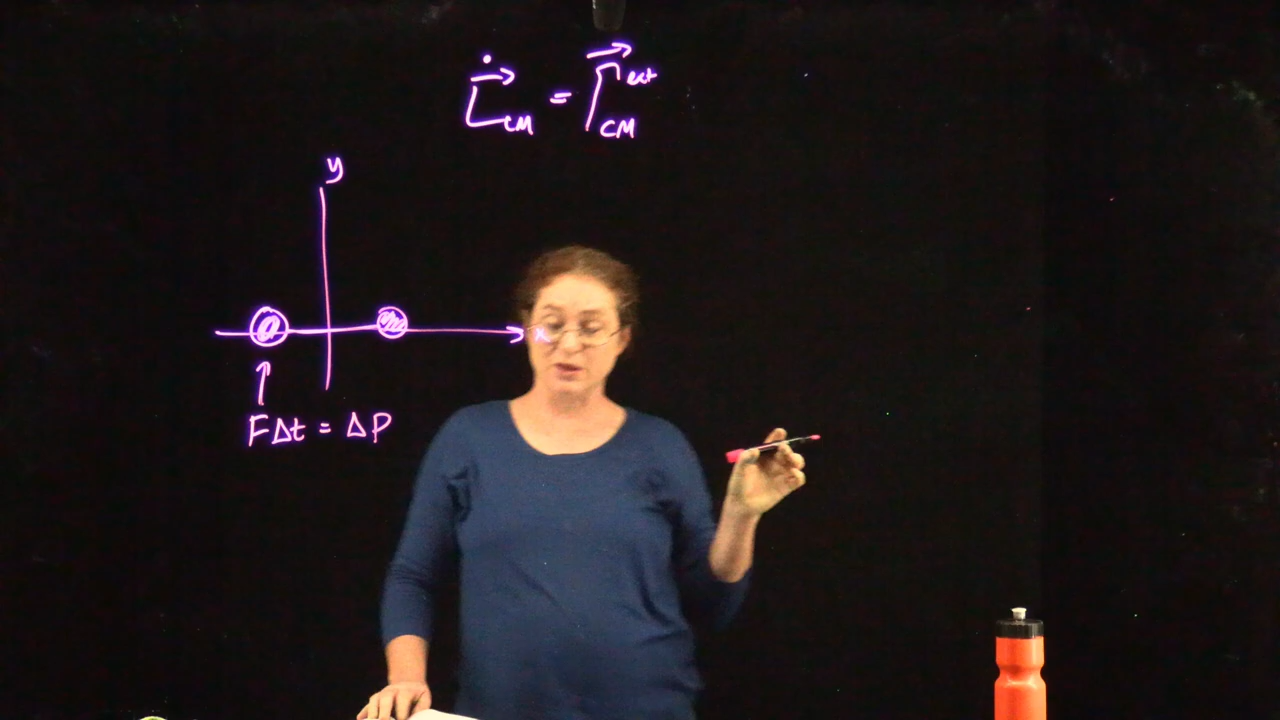 L̇⃗_CM = Γ⃗^ext_CM
y
m
x
FΔt = ΔP